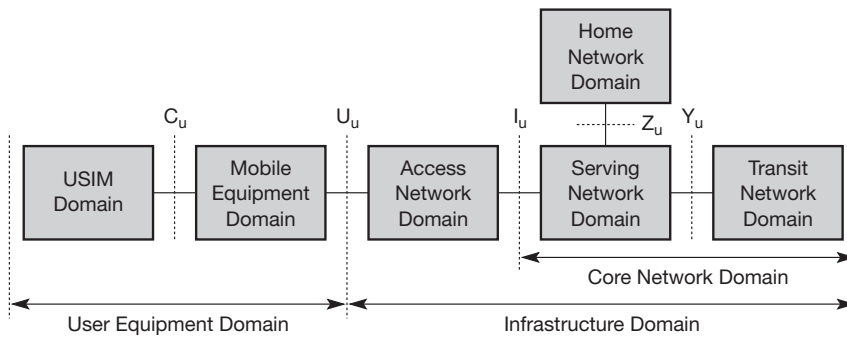 Home
Network
Domain
Cu
Uu
Iu
Zu
Yu
USIM
Domain
Mobile
Equipment
Domain
Access
Network
Domain
Serving
Network
Domain
Transit
Network
Domain
Core Network Domain
User Equipment Domain
Infrastructure Domain